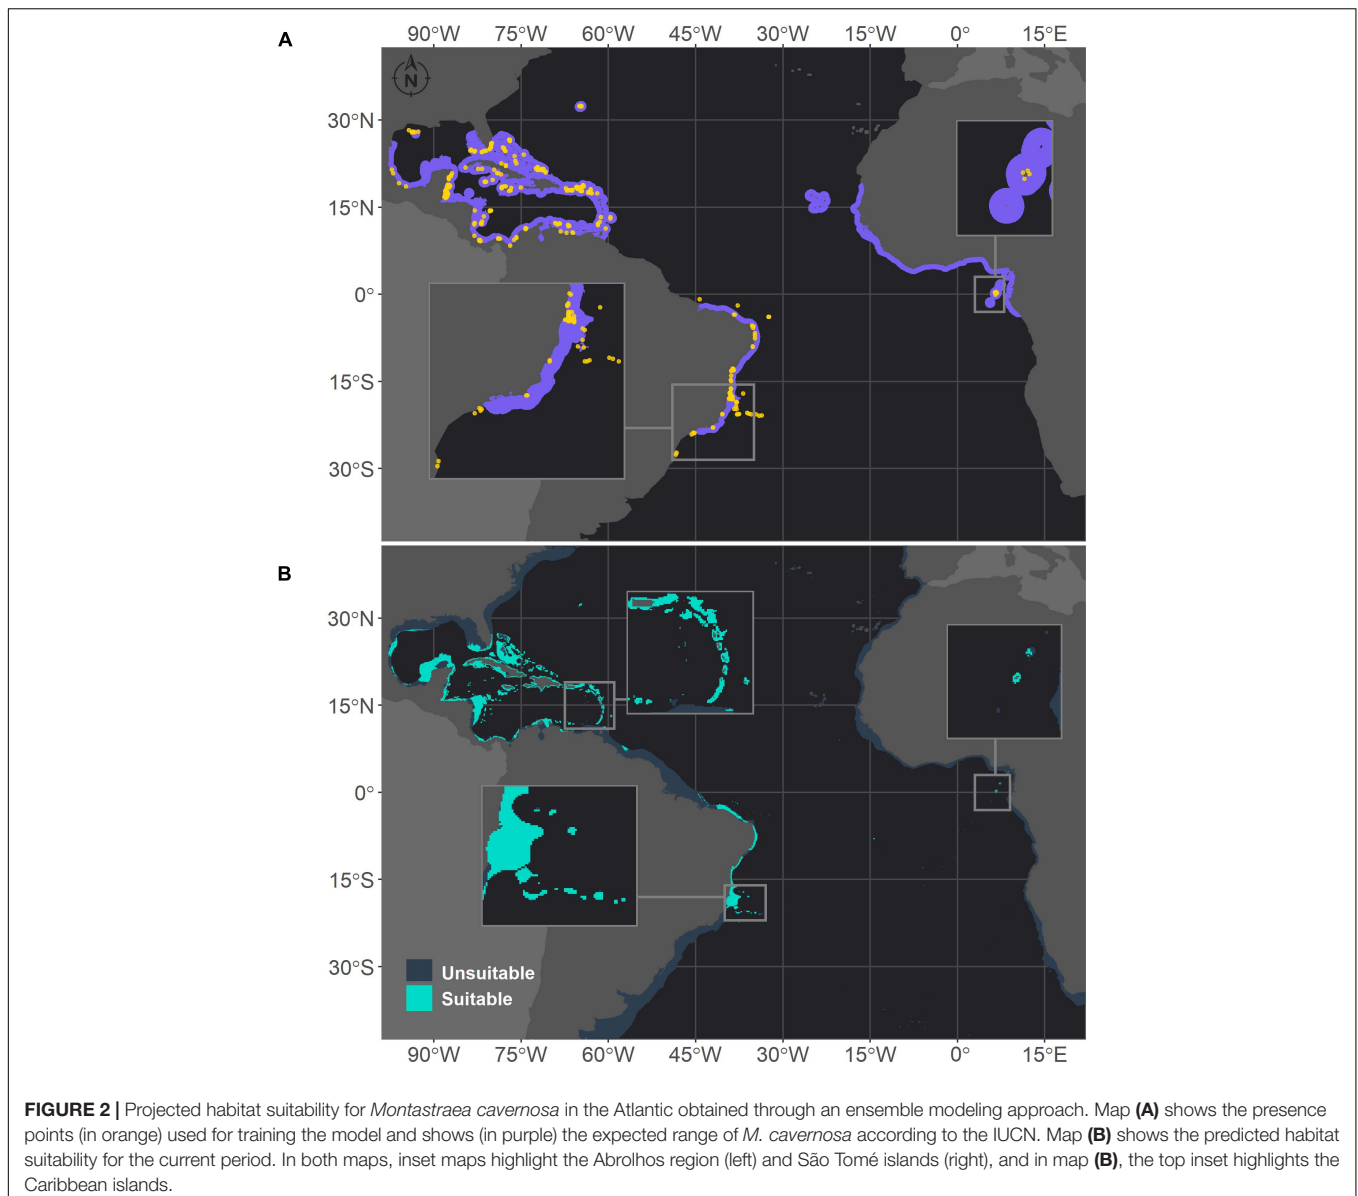 A
90°W 75°W 60°W 45°W 30°W 15°W 0° 15°E
N
30°N
15°N
0°
15°S
30°S
B
30°N
15°N
0°
15°S
30°S
Unsuitable
Suitable
90°W 75°W 60°W 45°W 30°W 15°W 0° 15°E
FIGURE 2 | Projected habitat suitability for Montastraea cavernosa in the Atlantic obtained through an ensemble modeling approach. Map (A) shows the presence
points (in orange) used for training the model and shows (in purple) the expected range of M. cavernosa according to the IUCN. Map (B) shows the predicted habitat
suitability for the current period. In both maps, inset maps highlight the Abrolhos region (left) and São Tomé islands (right), and in map (B), the top inset highlights the
Caribbean islands.